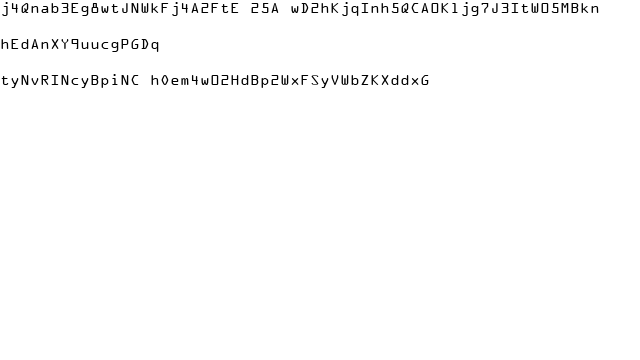 j4Qnab3Eg8wtJNWkFj4A2FtE 25A wD2hKjqInh5QCAOKljg7J3ItWO5MBkn
hEdAnXY9uucgPGDq
tyNvRINcyBpiNC h0em4wO2HdBp2WxFSyVWbZKXddxG